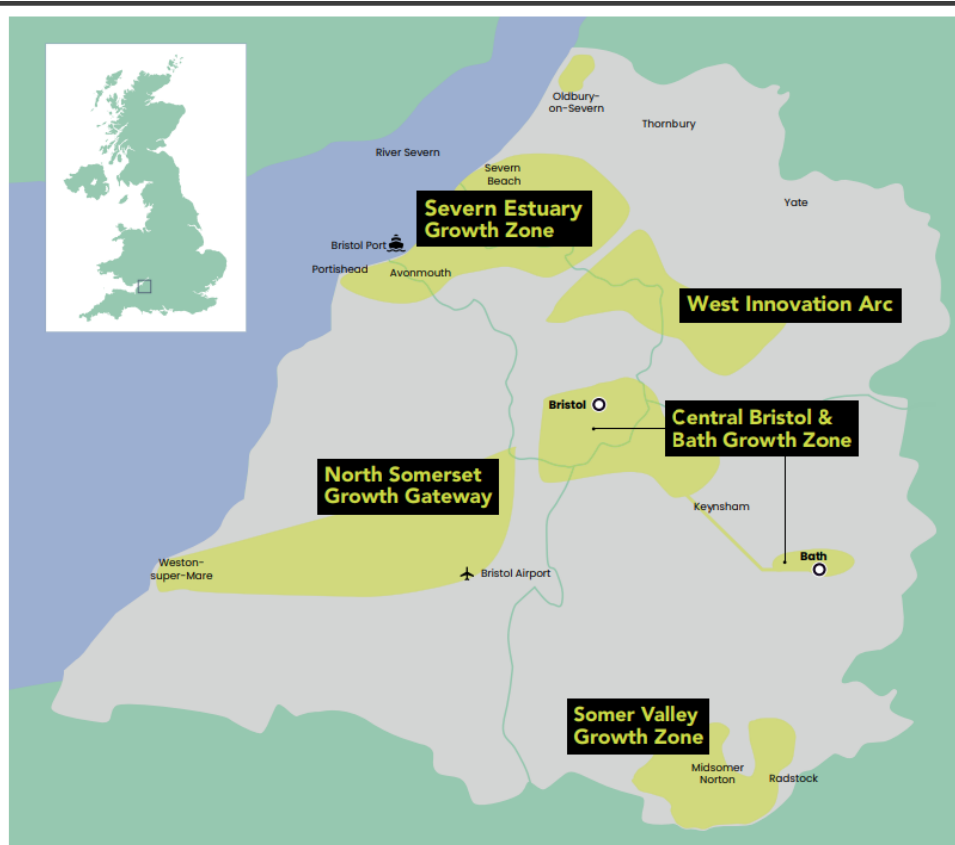 Oldbury-
on-Severn
Thornbury
River Severn
Severn
Beach
Yate
Severn Estuary
Growth Zone
Bristol Port
Portishead
Avonmouth
West Innovation Arc
Bristol
Central Bristol &
Bath Growth Zone
North Somerset
Growth Gateway
Keynsham
Weston-
super-Mare
Bristol Airport
Bath
Somer Valley
Growth Zone
Midsomer
Norton
Radstock